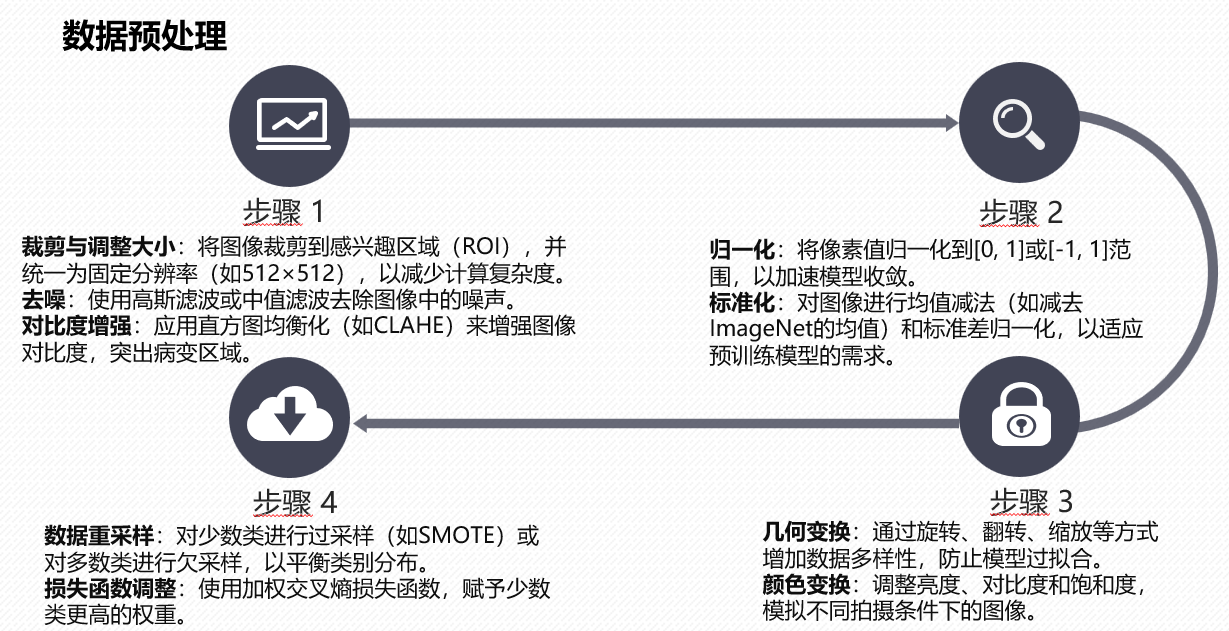 数据预处理
步骤 1
裁剪与调整大小：将图像裁剪到感兴趣区域（ROI），并
统一为固定分辨率（如512×512），以减少计算复杂度。
去噪：使用高斯滤波或中值滤波去除图像中的噪声。
对比度增强：应用直方图均衡化（如CLAHE）来增强图像
对比度，突出病变区域。
步骤 2
归一化：将像素值归一化到[0, 1]或[-1, 1]范
围，以加速模型收敛。
标准化：对图像进行均值减法（如减去
ImageNet的均值）和标准差归一化，以适应
预训练模型的需求。
步骤 3
几何变换：通过旋转、翻转、缩放等方式
增加数据多样性，防止模型过拟合。
颜色变换：调整亮度、对比度和饱和度，
模拟不同拍摄条件下的图像。
步骤 4
数据重采样：对少数类进行过采样（如SMOTE）或
对多数类进行欠采样，以平衡类别分布。
损失函数调整：使用加权交叉熵损失函数，赋予少数
类更高的权重。